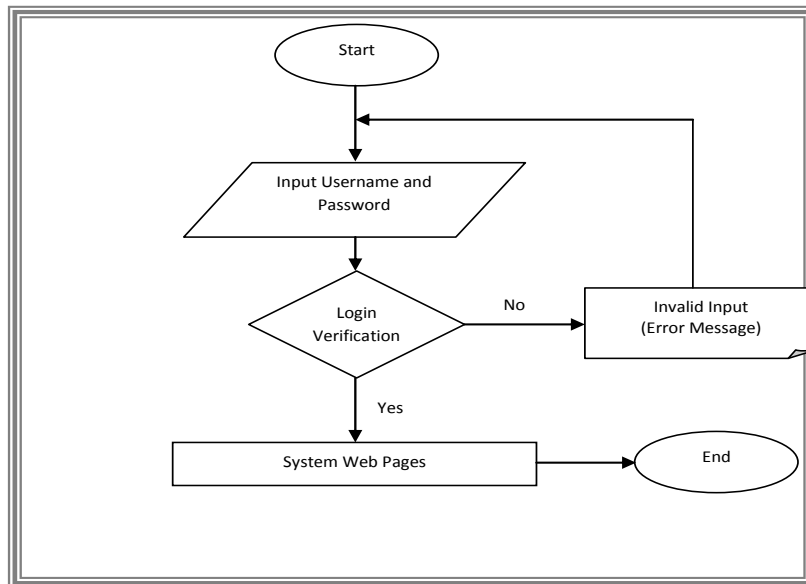 Start
Input Username and
Password
Login
Verification
No
Invalid Input
(Error Message)
Yes
System Web Pages
End